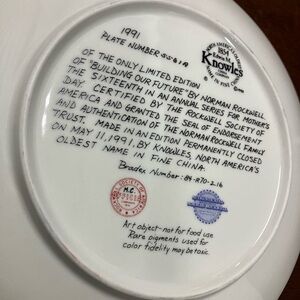 1991
PLATE NUMBER
OF THE ONLY LIMITED EDITION
OF "BUILDING OUR FUTURE" BY NORMAN ROCKWELL
THE SIXTEENTH IN AN ANNUAL SERIES FOR MOTHER'S
DAY CERTIFIED BY THE ROCKWELL SOCIETY OF
AMERICA AND GRANTED THE SEAL OF ENDORSEMENT
AND AUTHENTICATION OF THE NORMAN ROCKWELL FAMILY
TRUST. MADE IN AN EDITION PERMANENTLY CLOSED
ON MAY 11, 1991, BY KNOWLES, NORTH AMERICA'S
OLDEST NAME IN FINE CHINA.
Bradex Number: 84-R70-2.16
Art object - not for food use
Rare pigments used for
color fidelity may be toxic.
1854
Edwin M.
Knowles